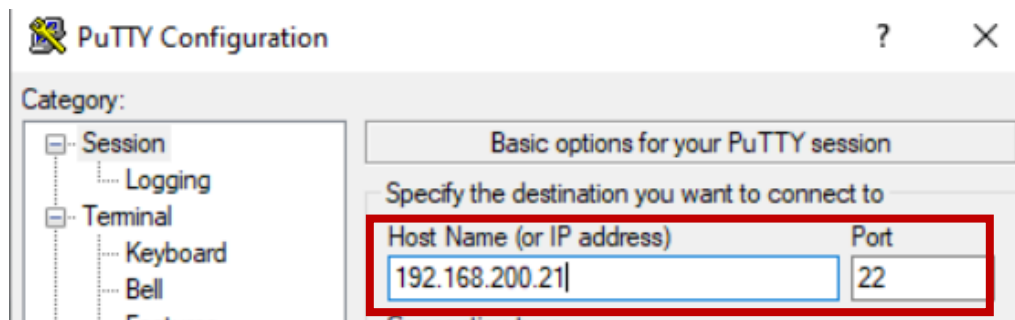 PuTTY Configuration ? ×
Category:
Session
Logging
Terminal
Keyboard
Bell
Basic options for your PuTTY session
Specify the destination you want to connect to
Host Name (or IP address) Port
192.168.200.21 22